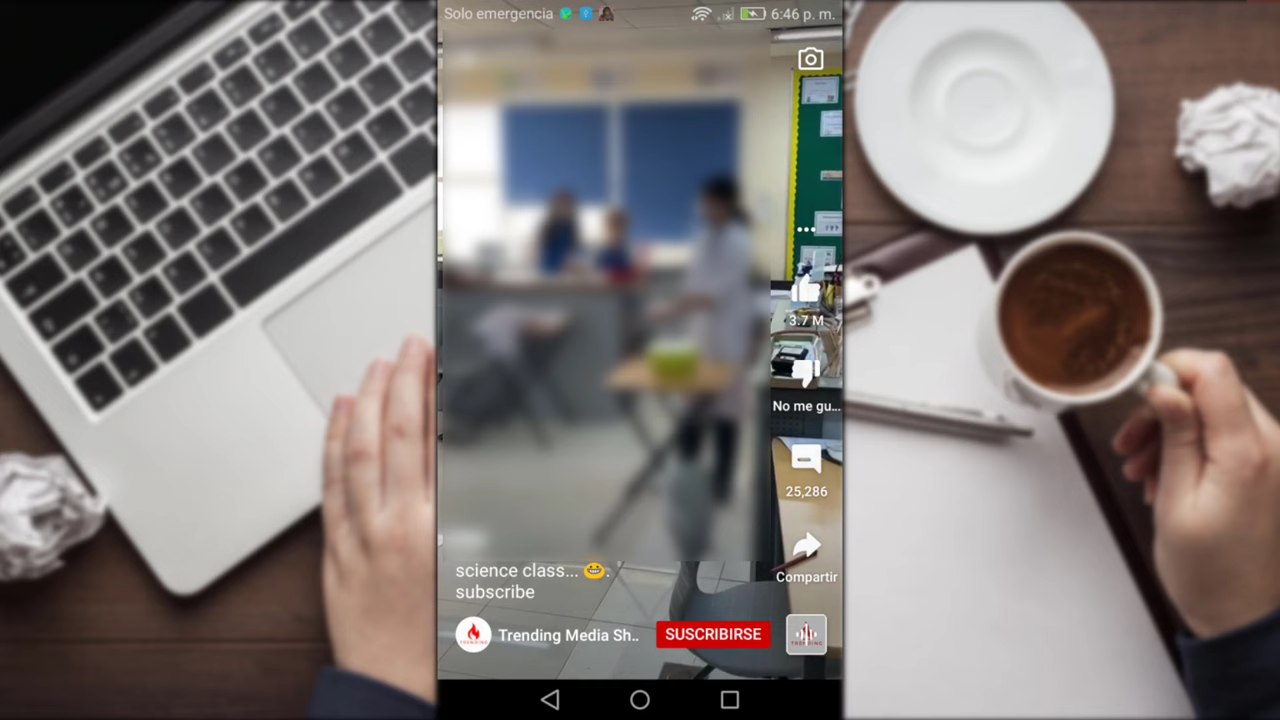 Solo emergencia
6:46 p. m.
3.7 M
No me gu...
25,286
Compartir
science class... 😁.
subscribe
Trending Media Sh..
SUSCRIBIRSE